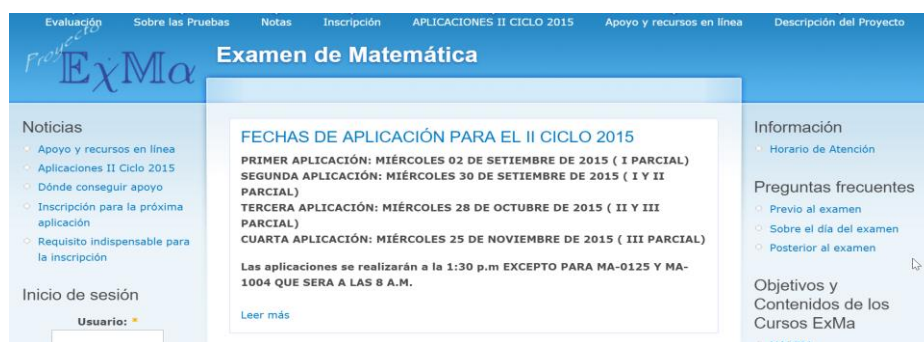 Evaluación Sobre las Pruebas Notas Inscripción APLICACIONES II CICLO 2015 Apoyo y recursos en línea Descripción del Proyecto
Proyecto
ExMα
Examen de Matemática
Noticias
Apoyo y recursos en línea
Aplicaciones II Ciclo 2015
Dónde conseguir apoyo
Inscripción para la próxima
aplicación
Requisito indispensable para
la inscripción
Inicio de sesión
Usuario: *
FECHAS DE APLICACIÓN PARA EL II CICLO 2015
PRIMER APLICACIÓN: MIÉRCOLES 02 DE SETIEMBRE DE 2015 ( I PARCIAL)
SEGUNDA APLICACIÓN: MIÉRCOLES 30 DE SETIEMBRE DE 2015 ( I Y II
PARCIAL)
TERCERA APLICACIÓN: MIÉRCOLES 28 DE OCTUBRE DE 2015 ( II Y III
PARCIAL)
CUARTA APLICACIÓN: MIÉRCOLES 25 DE NOVIEMBRE DE 2015 ( III PARCIAL)
Las aplicaciones se realizarán a la 1:30 p.m EXCEPTO PARA MA-0125 Y MA-
1004 QUE SERA A LAS 8 A.M.
Leer más
Información
Horario de Atención
Preguntas frecuentes
Previo al examen
Sobre el día del examen
Posterior al examen
Objetivos y
Contenidos de los
Cursos ExMa